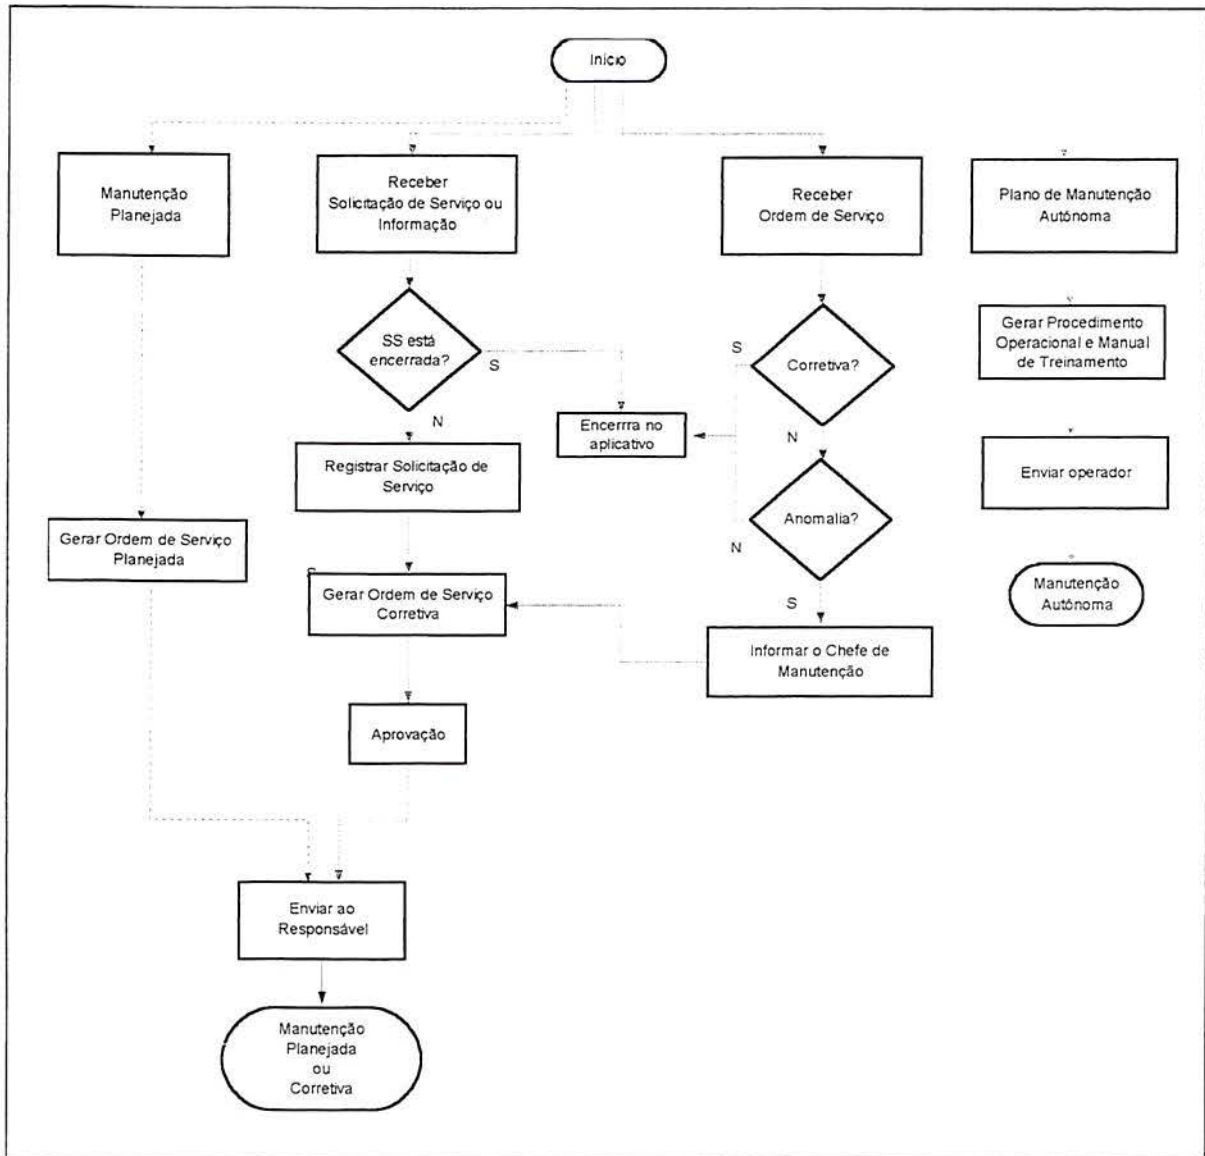 Início
Manutenção
Planejada
Receber
Solicitação de Serviço ou
Informação
Receber
Ordem de Serviço
Plano de Manutenção
Autônoma
SS está
encerrada?
S
N
S
Corretiva?
N
Gerar Procedimento
Operacional e Manual
de Treinamento
Encerrra no
aplicativo
Registrar Solicitação de
Serviço
Enviar operador
Anomalia?
N
S
Gerar Ordem de Serviço
Planejada
S
Gerar Ordem de Serviço
Corretiva
Manutenção
Autônoma
Informar o Chefe de
Manutenção
Aprovação
Enviar ao
Responsável
Manutenção
Planejada
ou
Corretiva